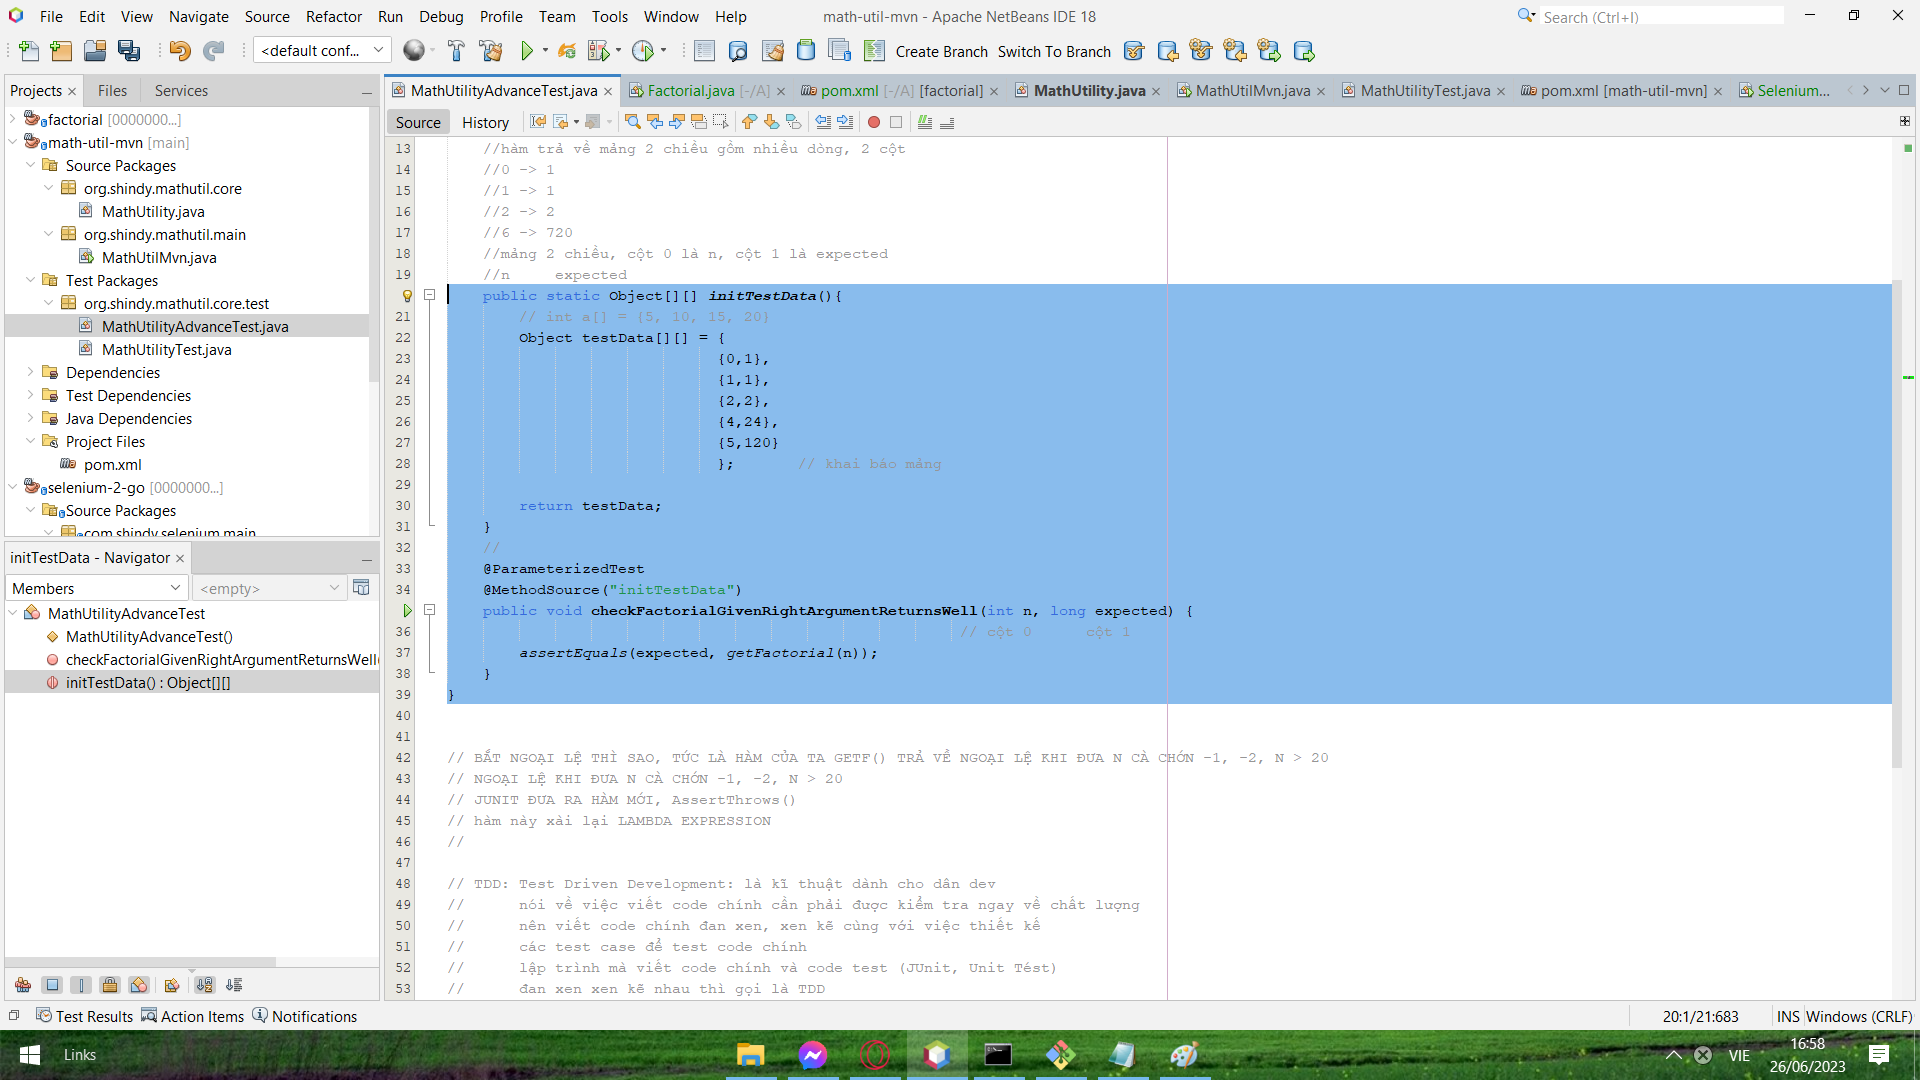 File Edit View Navigate Source Refactor Run Debug Profile Team Tools Window Help
math-util-mvn - Apache NetBeans IDE 18
Search (Ctrl+I)
<default conf...
Create Branch Switch To Branch
Projects Files Services
MathUtilityAdvanceTest.java Factorial.java [-/A] pom.xml [-/A] [factorial] MathUtility.java MathUtilMvn.java MathUtilityTest.java pom.xml [math-util-mvn] Selenium...
Source History
factorial [0000000...]
math-util-mvn [main]
Source Packages
org.shindy.mathutil.core
MathUtility.java
org.shindy.mathutil.main
MathUtilMvn.java
Test Packages
org.shindy.mathutil.core.test
MathUtilityAdvanceTest.java
MathUtilityTest.java
Dependencies
Test Dependencies
Java Dependencies
Project Files
pom.xml
selenium-2-go [0000000...]
Source Packages
com.shindy.selenium.main
initTestData - Navigator
Members <empty>
MathUtilityAdvanceTest
MathUtilityAdvanceTest()
checkFactorialGivenRightArgumentReturnsWell(
initTestData() : Object[][]
13 //hàm trả về mảng 2 chiều gồm nhiều dòng, 2 cột
14 //0 -> 1
15 //1 -> 1
16 //2 -> 2
17 //6 -> 720
18 //mảng 2 chiều, cột 0 là n, cột 1 là expected
19 //n expected
public static Object[][] initTestData(){
21 // int a[] = {5, 10, 15, 20}
22 Object testData[][] = {
23 {0,1},
24 {1,1},
25 {2,2},
26 {4,24},
27 {5,120}
28 }; // khai báo mảng
29
30 return testData;
31 }
32 //
33 @ParameterizedTest
34 @MethodSource("initTestData")
public void checkFactorialGivenRightArgumentReturnsWell(int n, long expected) {
36 // cột 0 cột 1
37 assertEquals(expected, getFactorial(n));
38 }
39 }
40
41
42 // BẮT NGOẠI LỆ THÌ SAO, TỨC LÀ HÀM CỦA TA GETF() TRẢ VỀ NGOẠI LỆ KHI ĐƯA N CÀ CHỚN -1, -2, N > 20
43 // NGOẠI LỆ KHI ĐƯA N CÀ CHỚN -1, -2, N > 20
44 // JUNIT ĐƯA RA HÀM MỚI, AssertThrows()
45 // hàm này xài lại LAMBDA EXPRESSION
46 //
47
48 // TDD: Test Driven Development: là kĩ thuật dành cho dân dev
49 // nói về việc viết code chính cần phải được kiểm tra ngay về chất lượng
50 // nên viết code chính đan xen, xen kẽ cùng với việc thiết kế
51 // các test case để test code chính
52 // lập trình mà viết code chính và code test (JUnit, Unit Tést)
53 // đan xen xen kẽ nhau thì gọi là TDD
Test Results Action Items Notifications
20:1/21:683 INS Windows (CRLF)
Links
VIE
16:58
26/06/2023